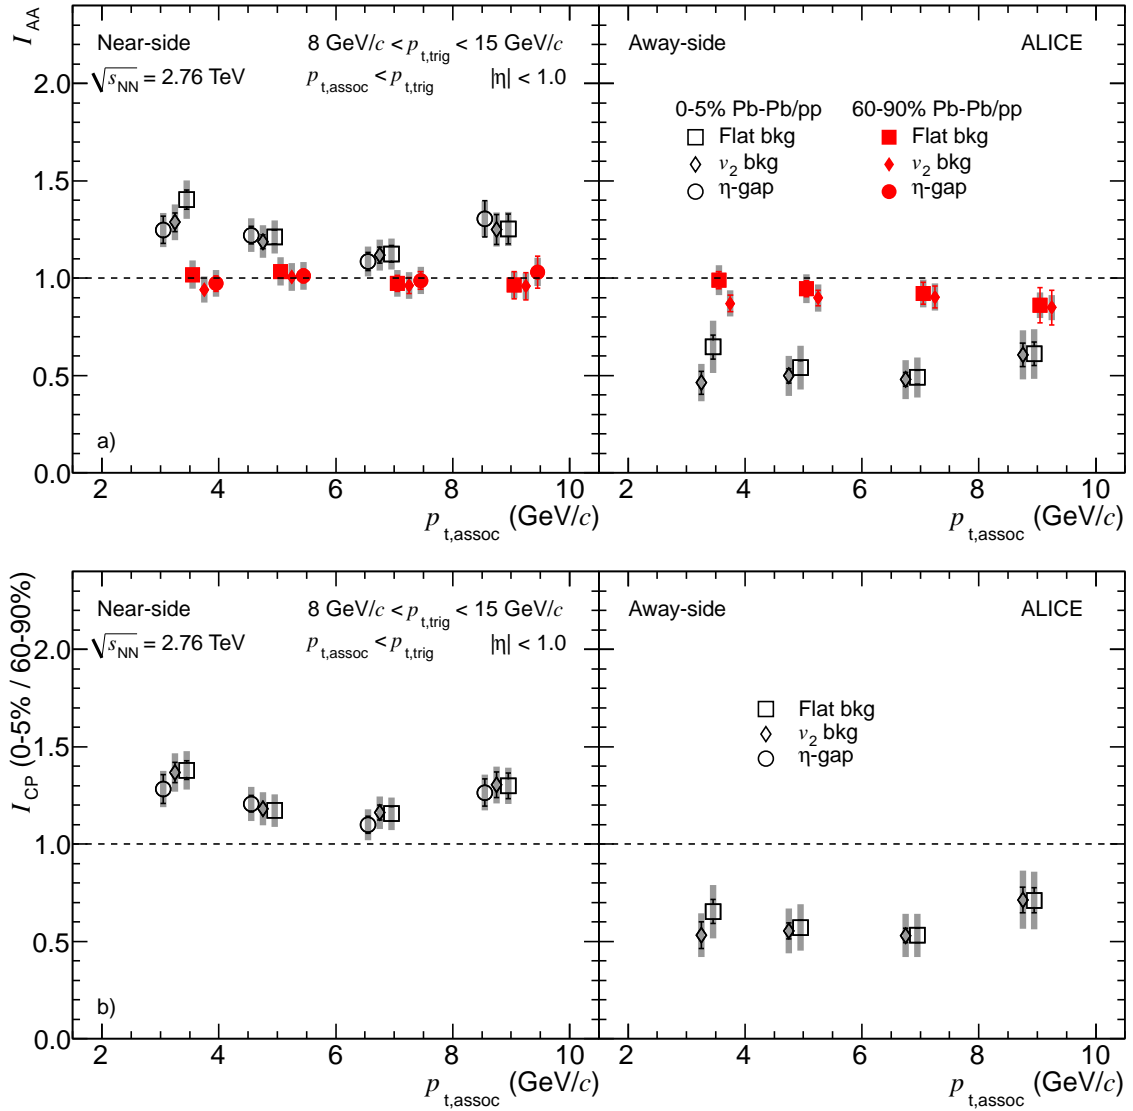 I_AA
Near-side
8 GeV/c < p_t,trig < 15 GeV/c
√s_NN = 2.76 TeV
p_t,assoc < p_t,trig
|η| < 1.0
Away-side
ALICE
0-5% Pb-Pb/pp
60-90% Pb-Pb/pp
Flat bkg
Flat bkg
v_2 bkg
v_2 bkg
η-gap
η-gap
2.0
1.5
1.0
0.5
0.0
a)
2 4 6 8 10
2 4 6 8 10
p_t,assoc (GeV/c)
p_t,assoc (GeV/c)
I_CP (0-5% / 60-90%)
Near-side
8 GeV/c < p_t,trig < 15 GeV/c
√s_NN = 2.76 TeV
p_t,assoc < p_t,trig
|η| < 1.0
Away-side
ALICE
Flat bkg
v_2 bkg
η-gap
2.0
1.5
1.0
0.5
0.0
b)
2 4 6 8 10
2 4 6 8 10
p_t,assoc (GeV/c)
p_t,assoc (GeV/c)